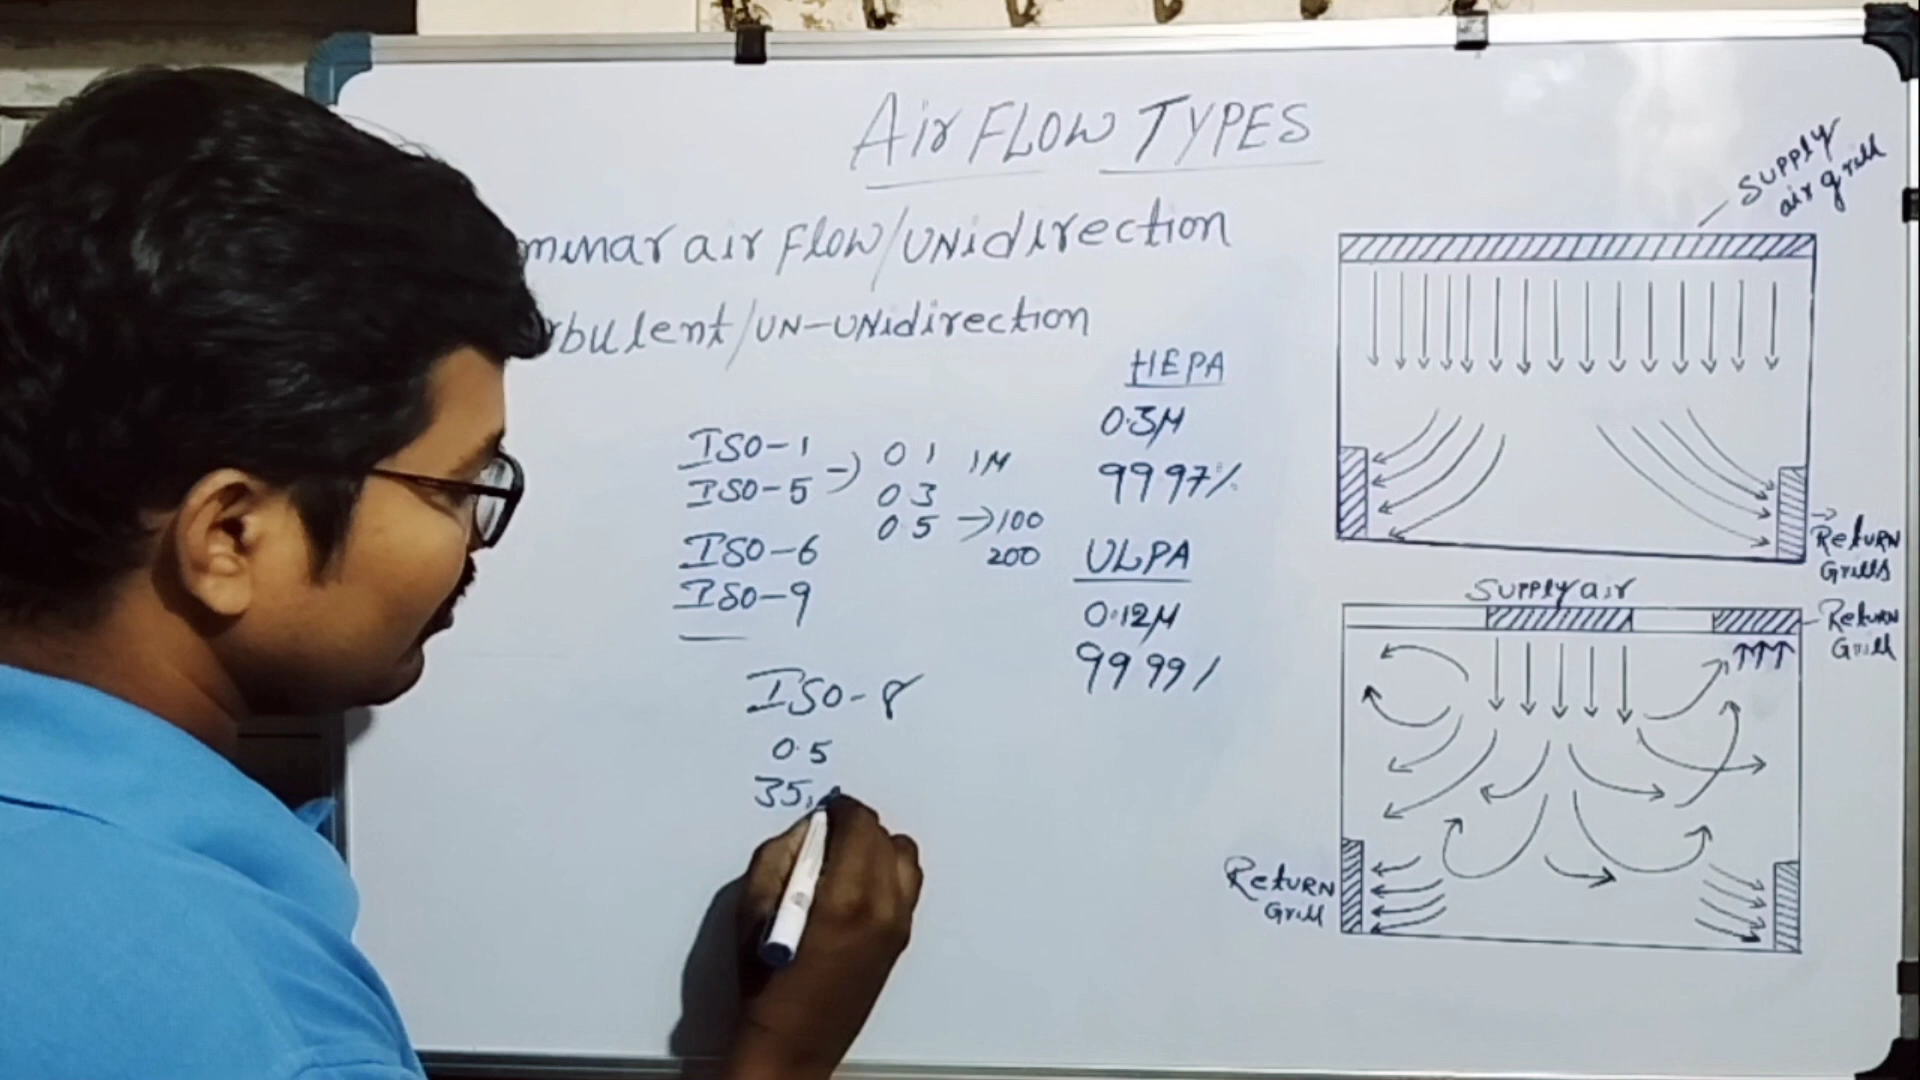 Air FLOW TYPES
minar air Flow/UNidirection
rbulent/UN-UNidirection
ISO-1
ISO-5 -) 0.1 1M
0.3
0.5 →100
200
ISO-6
ISO-9
ISO-8
0.5
35,
HEPA
0.3M
99.97%
ULPA
0.12M
99.99%
Supply
air grill
Return
Grills
Supply air
Return
Grill
Return
Grill